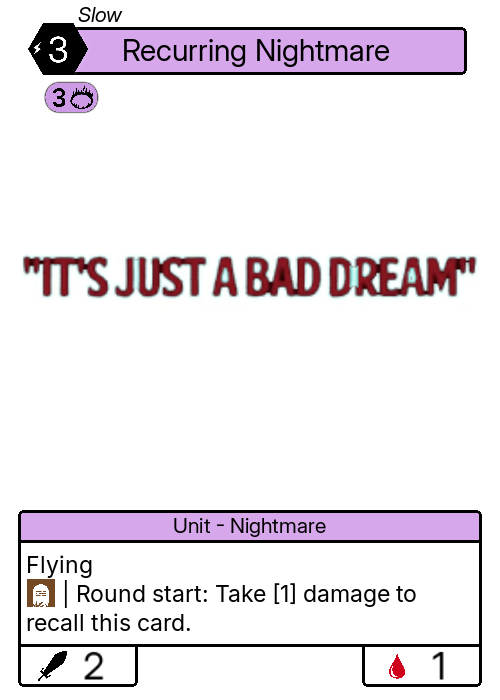 Slow
3 Recurring Nightmare
3
"IT'S JUST A BAD DREAM"
Unit - Nightmare
Flying
| Round start: Take [1] damage to
recall this card.
2 1